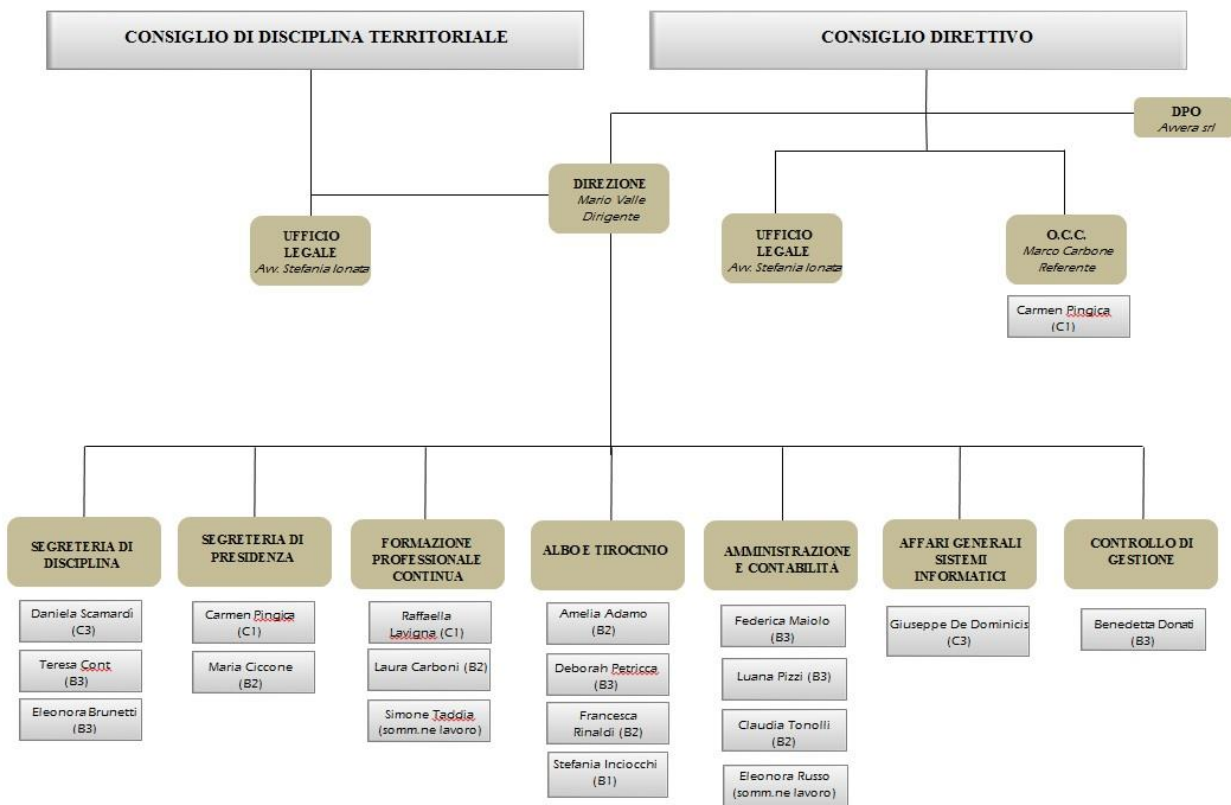 CONSIGLIO DI DISCIPLINA TERRITORIALE
CONSIGLIO DIRETTIVO
DPO
Avvera srl
DIREZIONE
Mario Valle
Dirigente
UFFICIO
LEGALE
Avv. Stefania Ionata
UFFICIO
LEGALE
Avv. Stefania Ionata
O.C.C.
Marco Carbone
Referente
Carmen Pingica
(C1)
SEGRETERIA DI
DISCIPLINA
Daniela Scamardì
(C3)
Teresa Cont
(B3)
Eleonora Brunetti
(B3)
SEGRETERIA DI
PRESIDENZA
Carmen Pingica
(C1)
Maria Ciccone
(B2)
FORMAZIONE
PROFESSIONALE
CONTINUA
Raffaella
Lavigna (C1)
Laura Carboni (B2)
Simone Taddia
(somm.ne lavoro)
ALBO E TIROCINIO
Amelia Adamo
(B2)
Deborah Petricca
(B3)
Francesca
Rinaldi (B2)
Stefania Inciocchi
(B1)
AMMINISTRAZIONE
E CONTABILITÀ
Federica Maiolo
(B3)
Luana Pizzi (B3)
Claudia Tonolli
(B2)
Eleonora Russo
(somm.ne lavoro)
AFFARI GENERALI
SISTEMI
INFORMATICI
Giuseppe De Dominicis
(C3)
CONTROLLO DI
GESTIONE
Benedetta Donati
(B3)